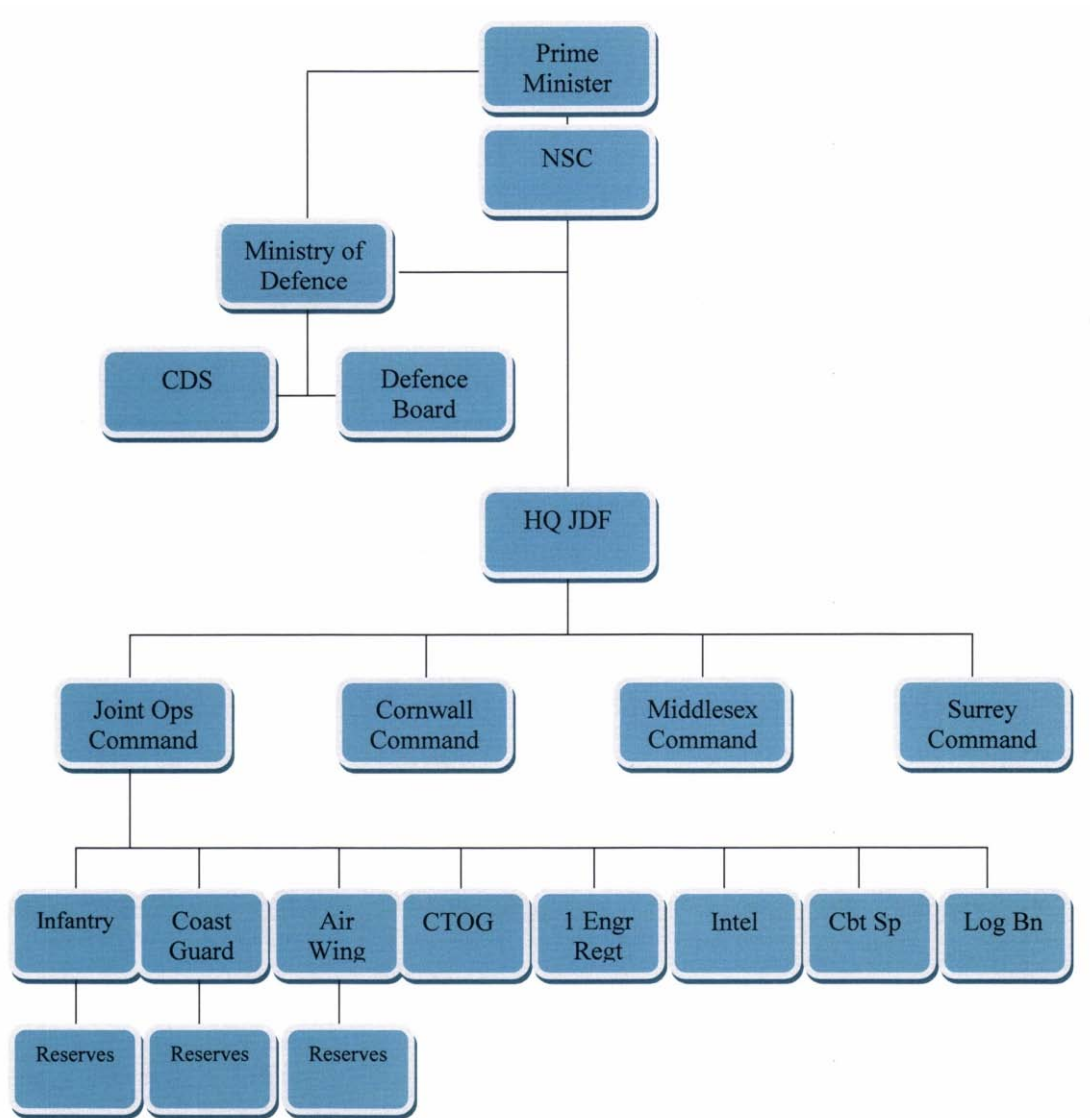 Prime
Minister
NSC
Ministry of
Defence
CDS
Defence
Board
HQ JDF
Joint Ops
Command
Cornwall
Command
Middlesex
Command
Surrey
Command
Infantry
Coast
Guard
Air
Wing
CTOG
1 Engr
Regt
Intel
Cbt Sp
Log Bn
Reserves
Reserves
Reserves